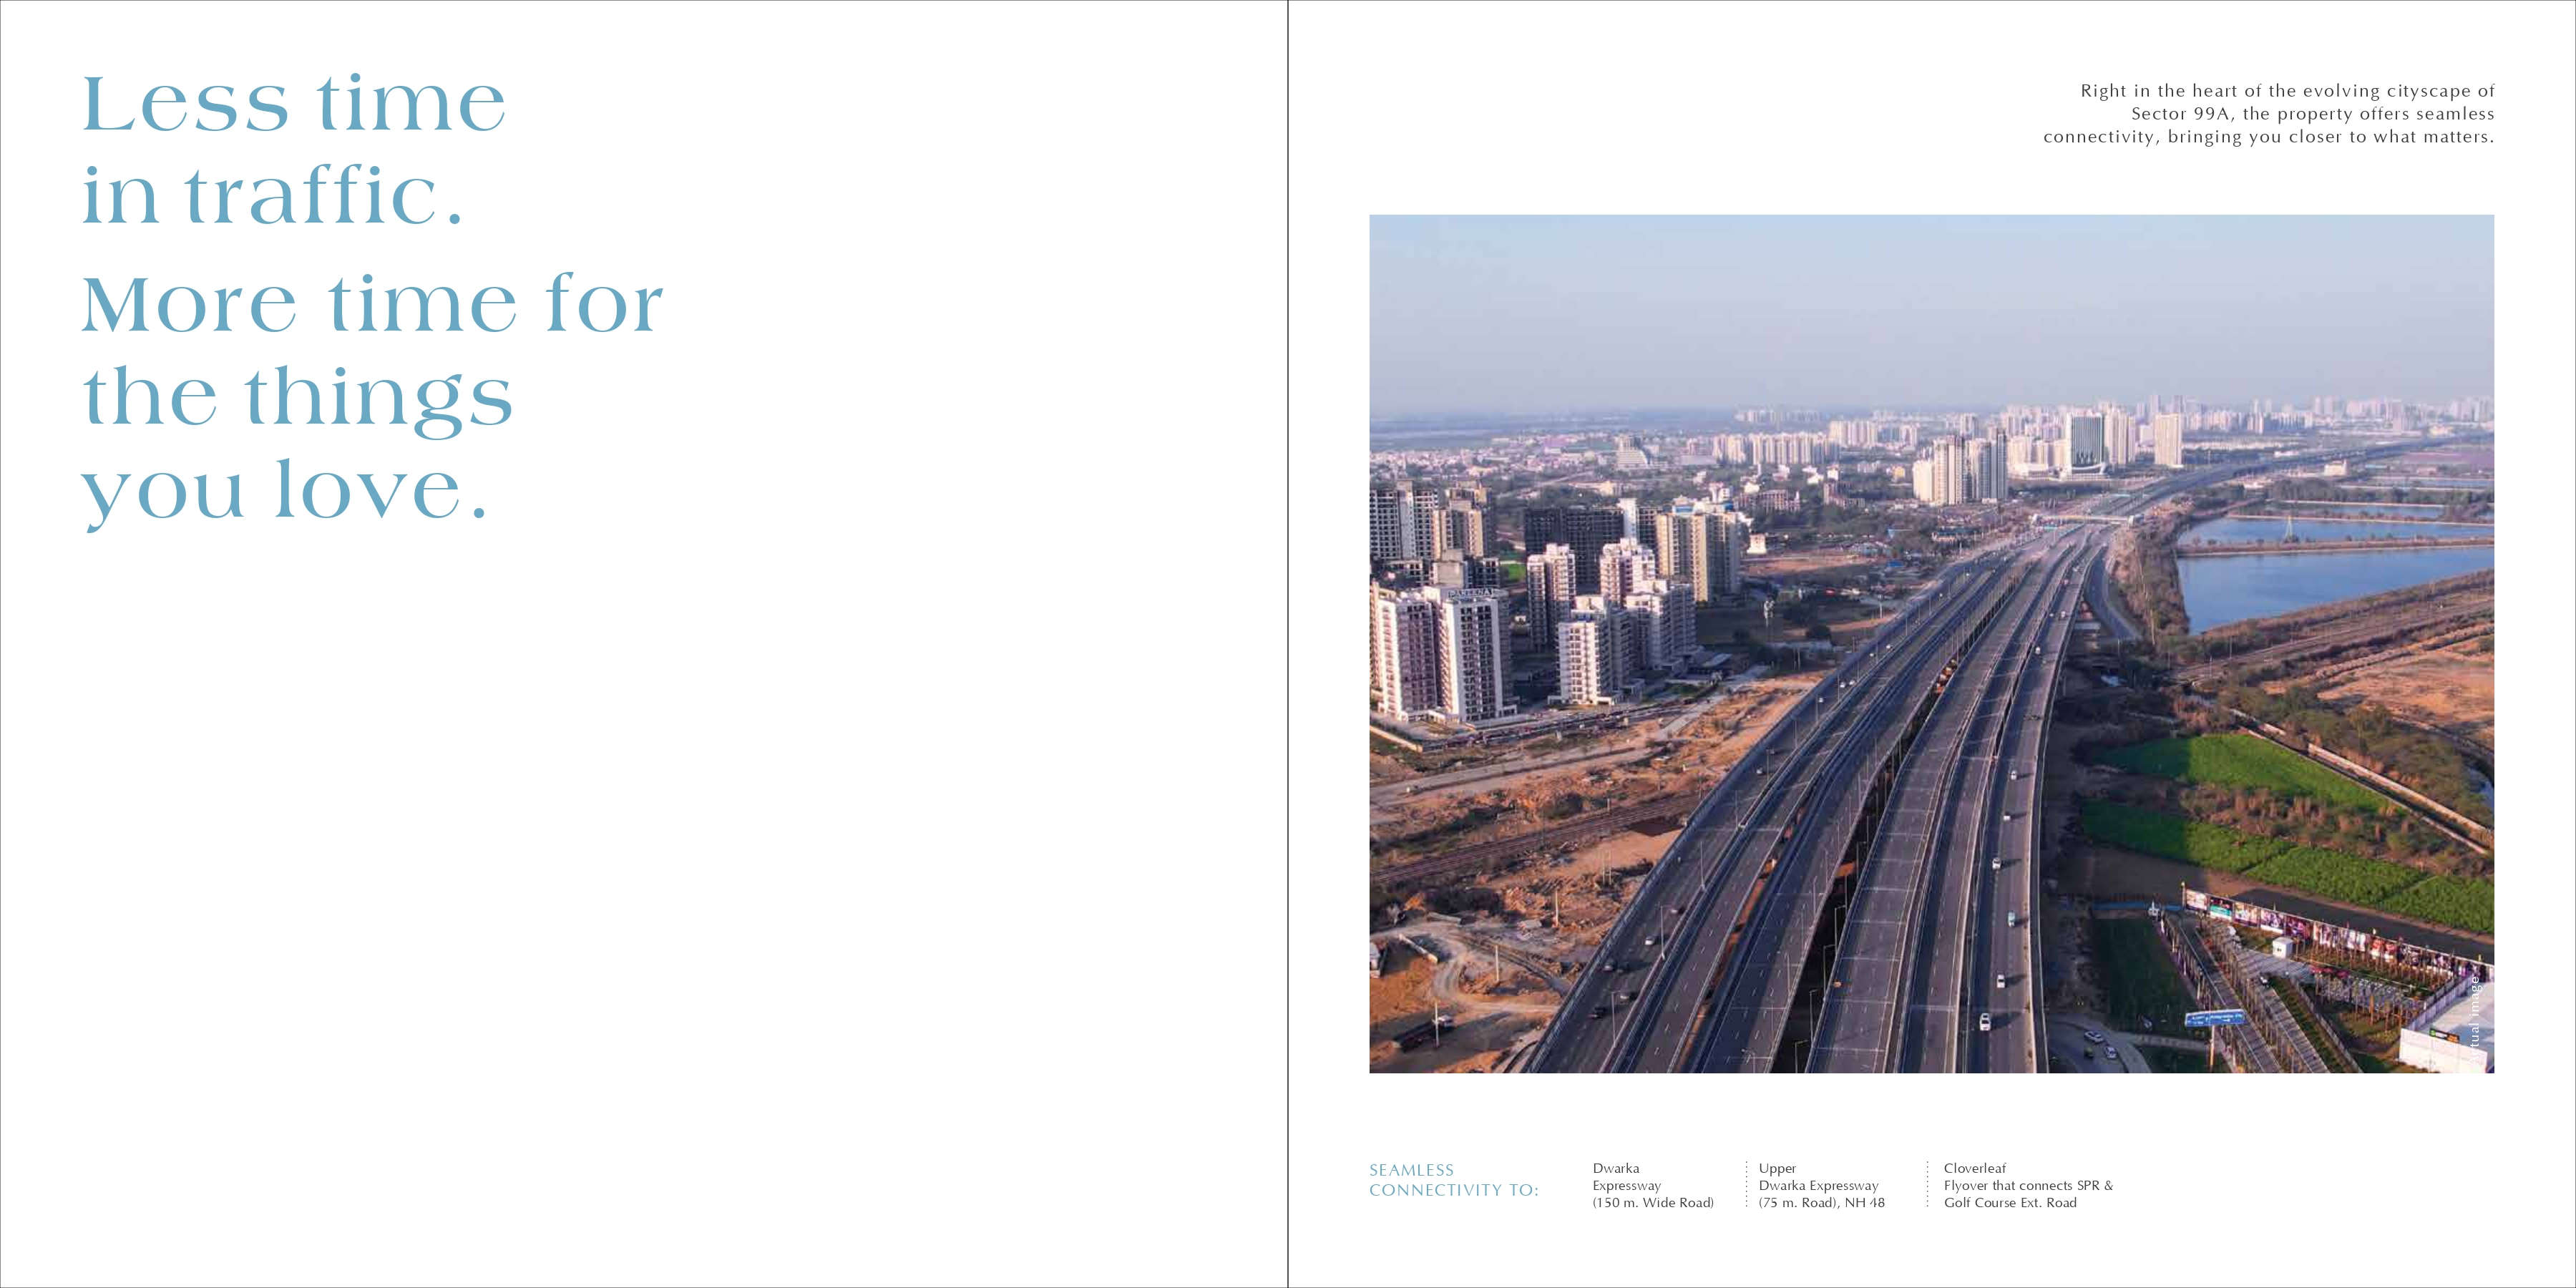 Less time
in traffic.
More time for
the things
you love.
Right in the heart of the evolving cityscape of
Sector 99A, the property offers seamless
connectivity, bringing you closer to what matters.
SEAMLESS
CONNECTIVITY TO:
Dwarka
Expressway
(150 m. Wide Road)
Upper
Dwarka Expressway
(75 m. Road), NH 48
Cloverleaf
Flyover that connects SPR &
Golf Course Ext. Road
image